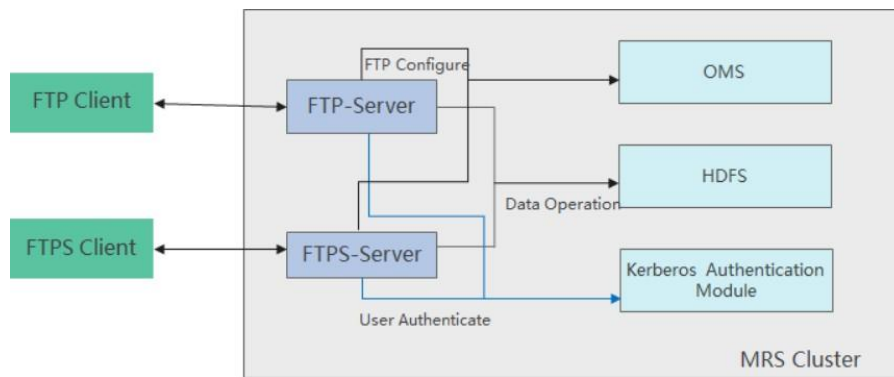 FTP Configure
OMS
FTP Client
FTP-Server
HDFS
Data Operation
FTPS Client
FTPS-Server
Kerberos Authentication
Module
User Authenticate
MRS Cluster